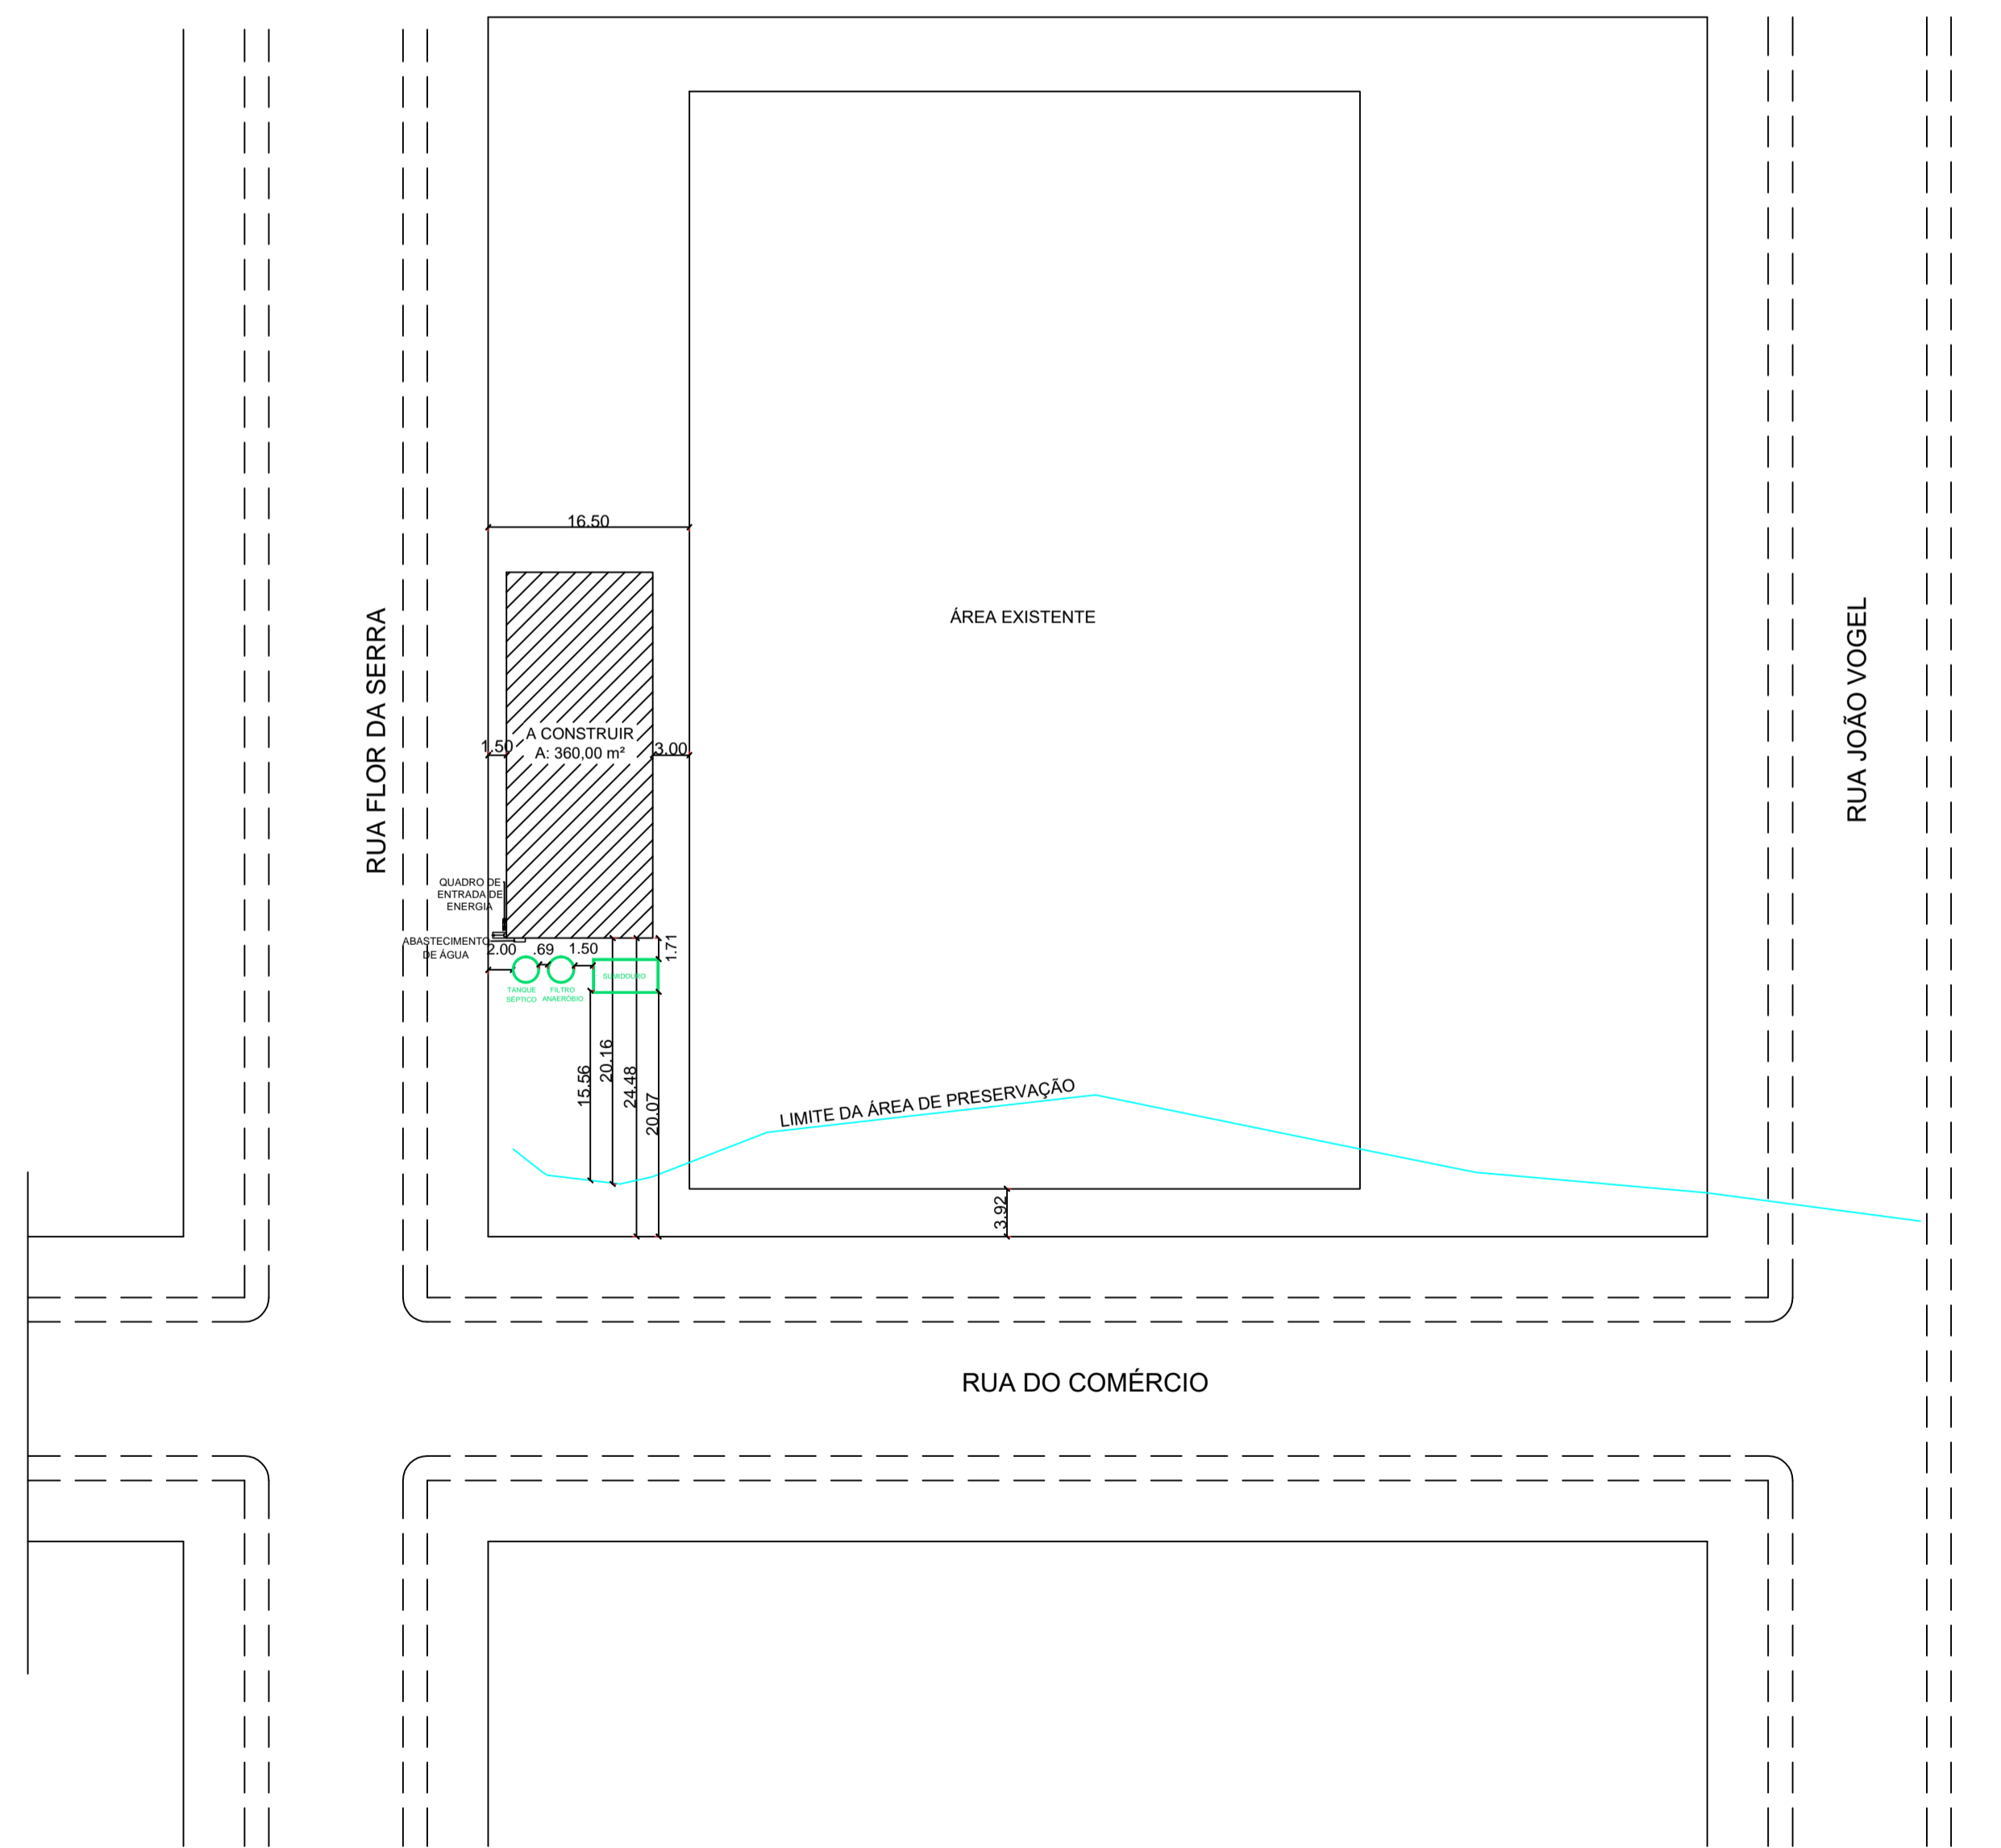 16.50
ÁREA EXISTENTE
RUA FLOR DA SERRA
RUA JOÃO VOGEL
A CONSTRUIR
A: 360,00 m²
1.50
3.00
QUADRO DE
ENTRADA DE
ENERGIA
ABASTECIMENTO
DE ÁGUA
2.00
.69
1.50
1.71
SUMIDOURO
TANQUE
SÉPTICO
FILTRO
ANAERÓBIO
15.56
20.16
24.48
20.07
LIMITE DA ÁREA DE PRESERVAÇÃO
3.92
RUA DO COMÉRCIO